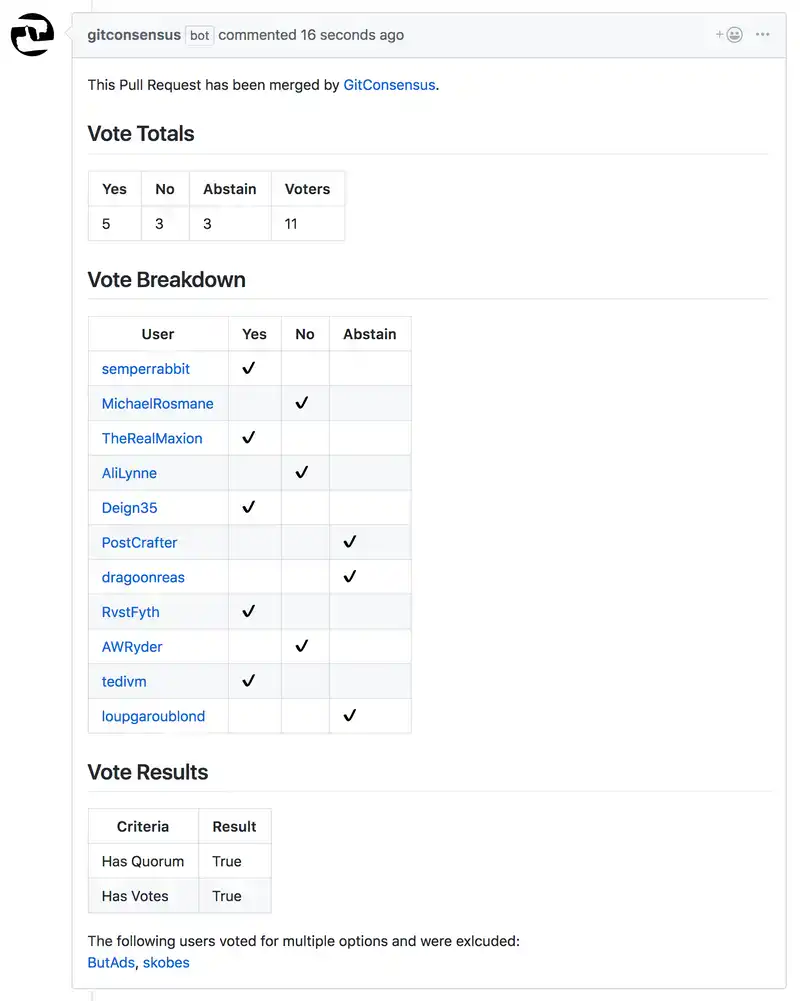 gitconsensus bot commented 16 seconds ago
This Pull Request has been merged by GitConsensus.
Vote Totals
Yes No Abstain Voters
5 3 3 11
Vote Breakdown
User Yes No Abstain
semperrabbit ✓
MichaelRosmane ✓
TheRealMaxion ✓
AliLynne ✓
Deign35 ✓
PostCrafter ✓
dragoonreas ✓
RvstFyth ✓
AWRyder ✓
tedivm ✓
loupgaroublond ✓
Vote Results
Criteria Result
Has Quorum True
Has Votes True
The following users voted for multiple options and were exlcuded:
ButAds, skobes